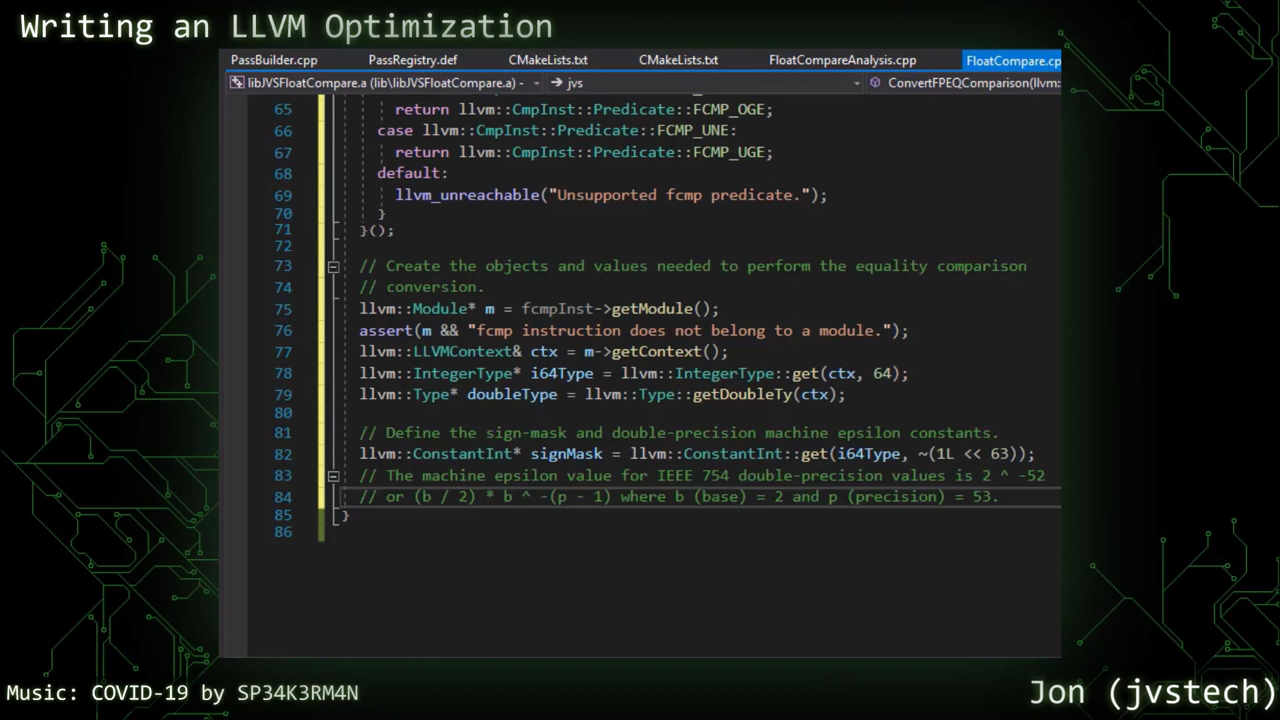 Writing an LLVM Optimization
PassBuilder.cpp PassRegistry.def CMakeLists.txt CMakeLists.txt FloatCompareAnalysis.cpp FloatCompare.cp
libJVSFloatCompare.a (lib\libJVSFloatCompare.a) - jvs ConvertFPEQComparison(llvm:
65 return llvm::CmpInst::Predicate::FCMP_OGE;
66 case llvm::CmpInst::Predicate::FCMP_UNE:
67 return llvm::CmpInst::Predicate::FCMP_UGE;
68 default:
69 llvm_unreachable("Unsupported fcmp predicate.");
70 }
71 }();
72
73 // Create the objects and values needed to perform the equality comparison
74 // conversion.
75 llvm::Module* m = fcmpInst->getModule();
76 assert(m && "fcmp instruction does not belong to a module.");
77 llvm::LLVMContext& ctx = m->getContext();
78 llvm::IntegerType* i64Type = llvm::IntegerType::get(ctx, 64);
79 llvm::Type* doubleType = llvm::Type::getDoubleTy(ctx);
80
81 // Define the sign-mask and double-precision machine epsilon constants.
82 llvm::ConstantInt* signMask = llvm::ConstantInt::get(i64Type, ~(1L << 63));
83 // The machine epsilon value for IEEE 754 double-precision values is 2 ^ -52
84 // or (b / 2) * b ^ -(p - 1) where b (base) = 2 and p (precision) = 53.
85 }
86
Music: COVID-19 by SP34K3RM4N
Jon (jvstech)